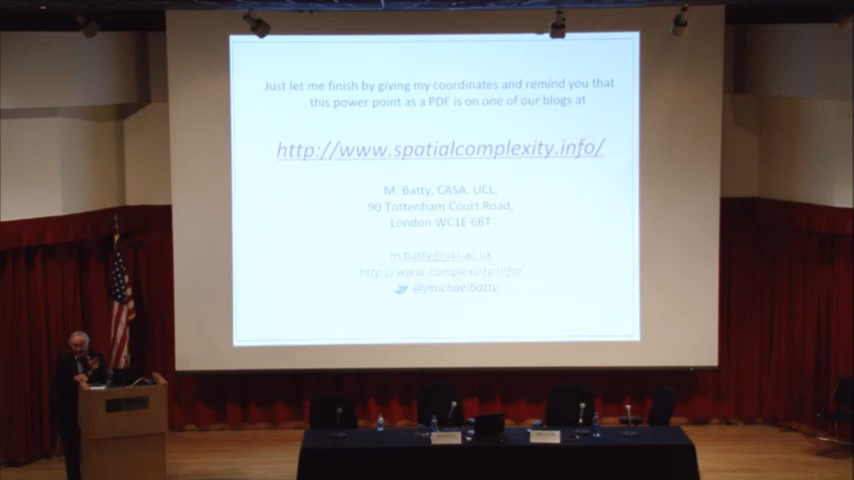 Just let me finish by giving my coordinates and remind you that
this power point as a PDF is on one of our blogs at
http://www.spatialcomplexity.info/
M. Batty, CASA, UCL,
90 Tottenham Court Road,
London WC1E 6BT
m.batty@ucl.ac.uk
http://www.complexcity.info/
@jmichaelbatty